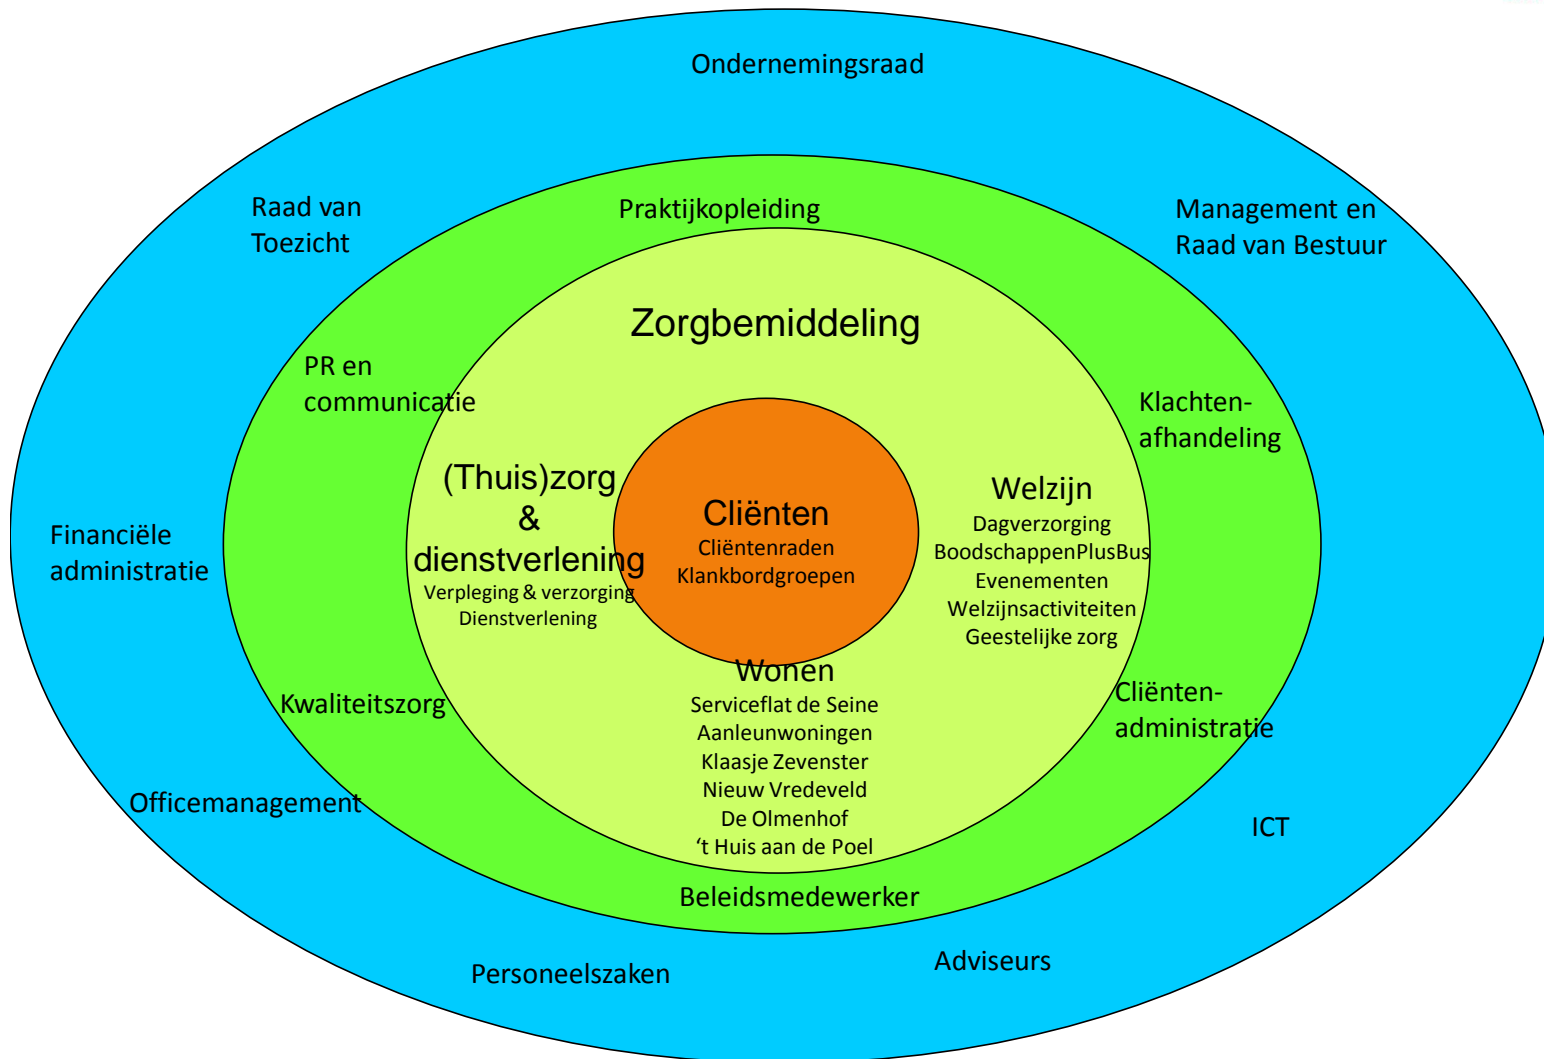 Ondernemingsraad
Raad van
Toezicht
Praktijkopleiding
Management en
Raad van Bestuur
Zorgbemiddeling
PR en
communicatie
Klachten-
afhandeling
(Thuis)zorg
&
dienstverlening
Verpleging & verzorging
Dienstverlening
Cliënten
Cliëntenraden
Klankbordgroepen
Welzijn
Dagverzorging
BoodschappenPlusBus
Evenementen
Welzijnsactiviteiten
Geestelijke zorg
Financiële
administratie
Wonen
Serviceflat de Seine
Aanleunwoningen
Klaasje Zevenster
Nieuw Vredeveld
De Olmenhof
‘t Huis aan de Poel
Kwaliteitszorg
Cliënten-
administratie
Officemanagement
ICT
Beleidsmedewerker
Personeelszaken
Adviseurs